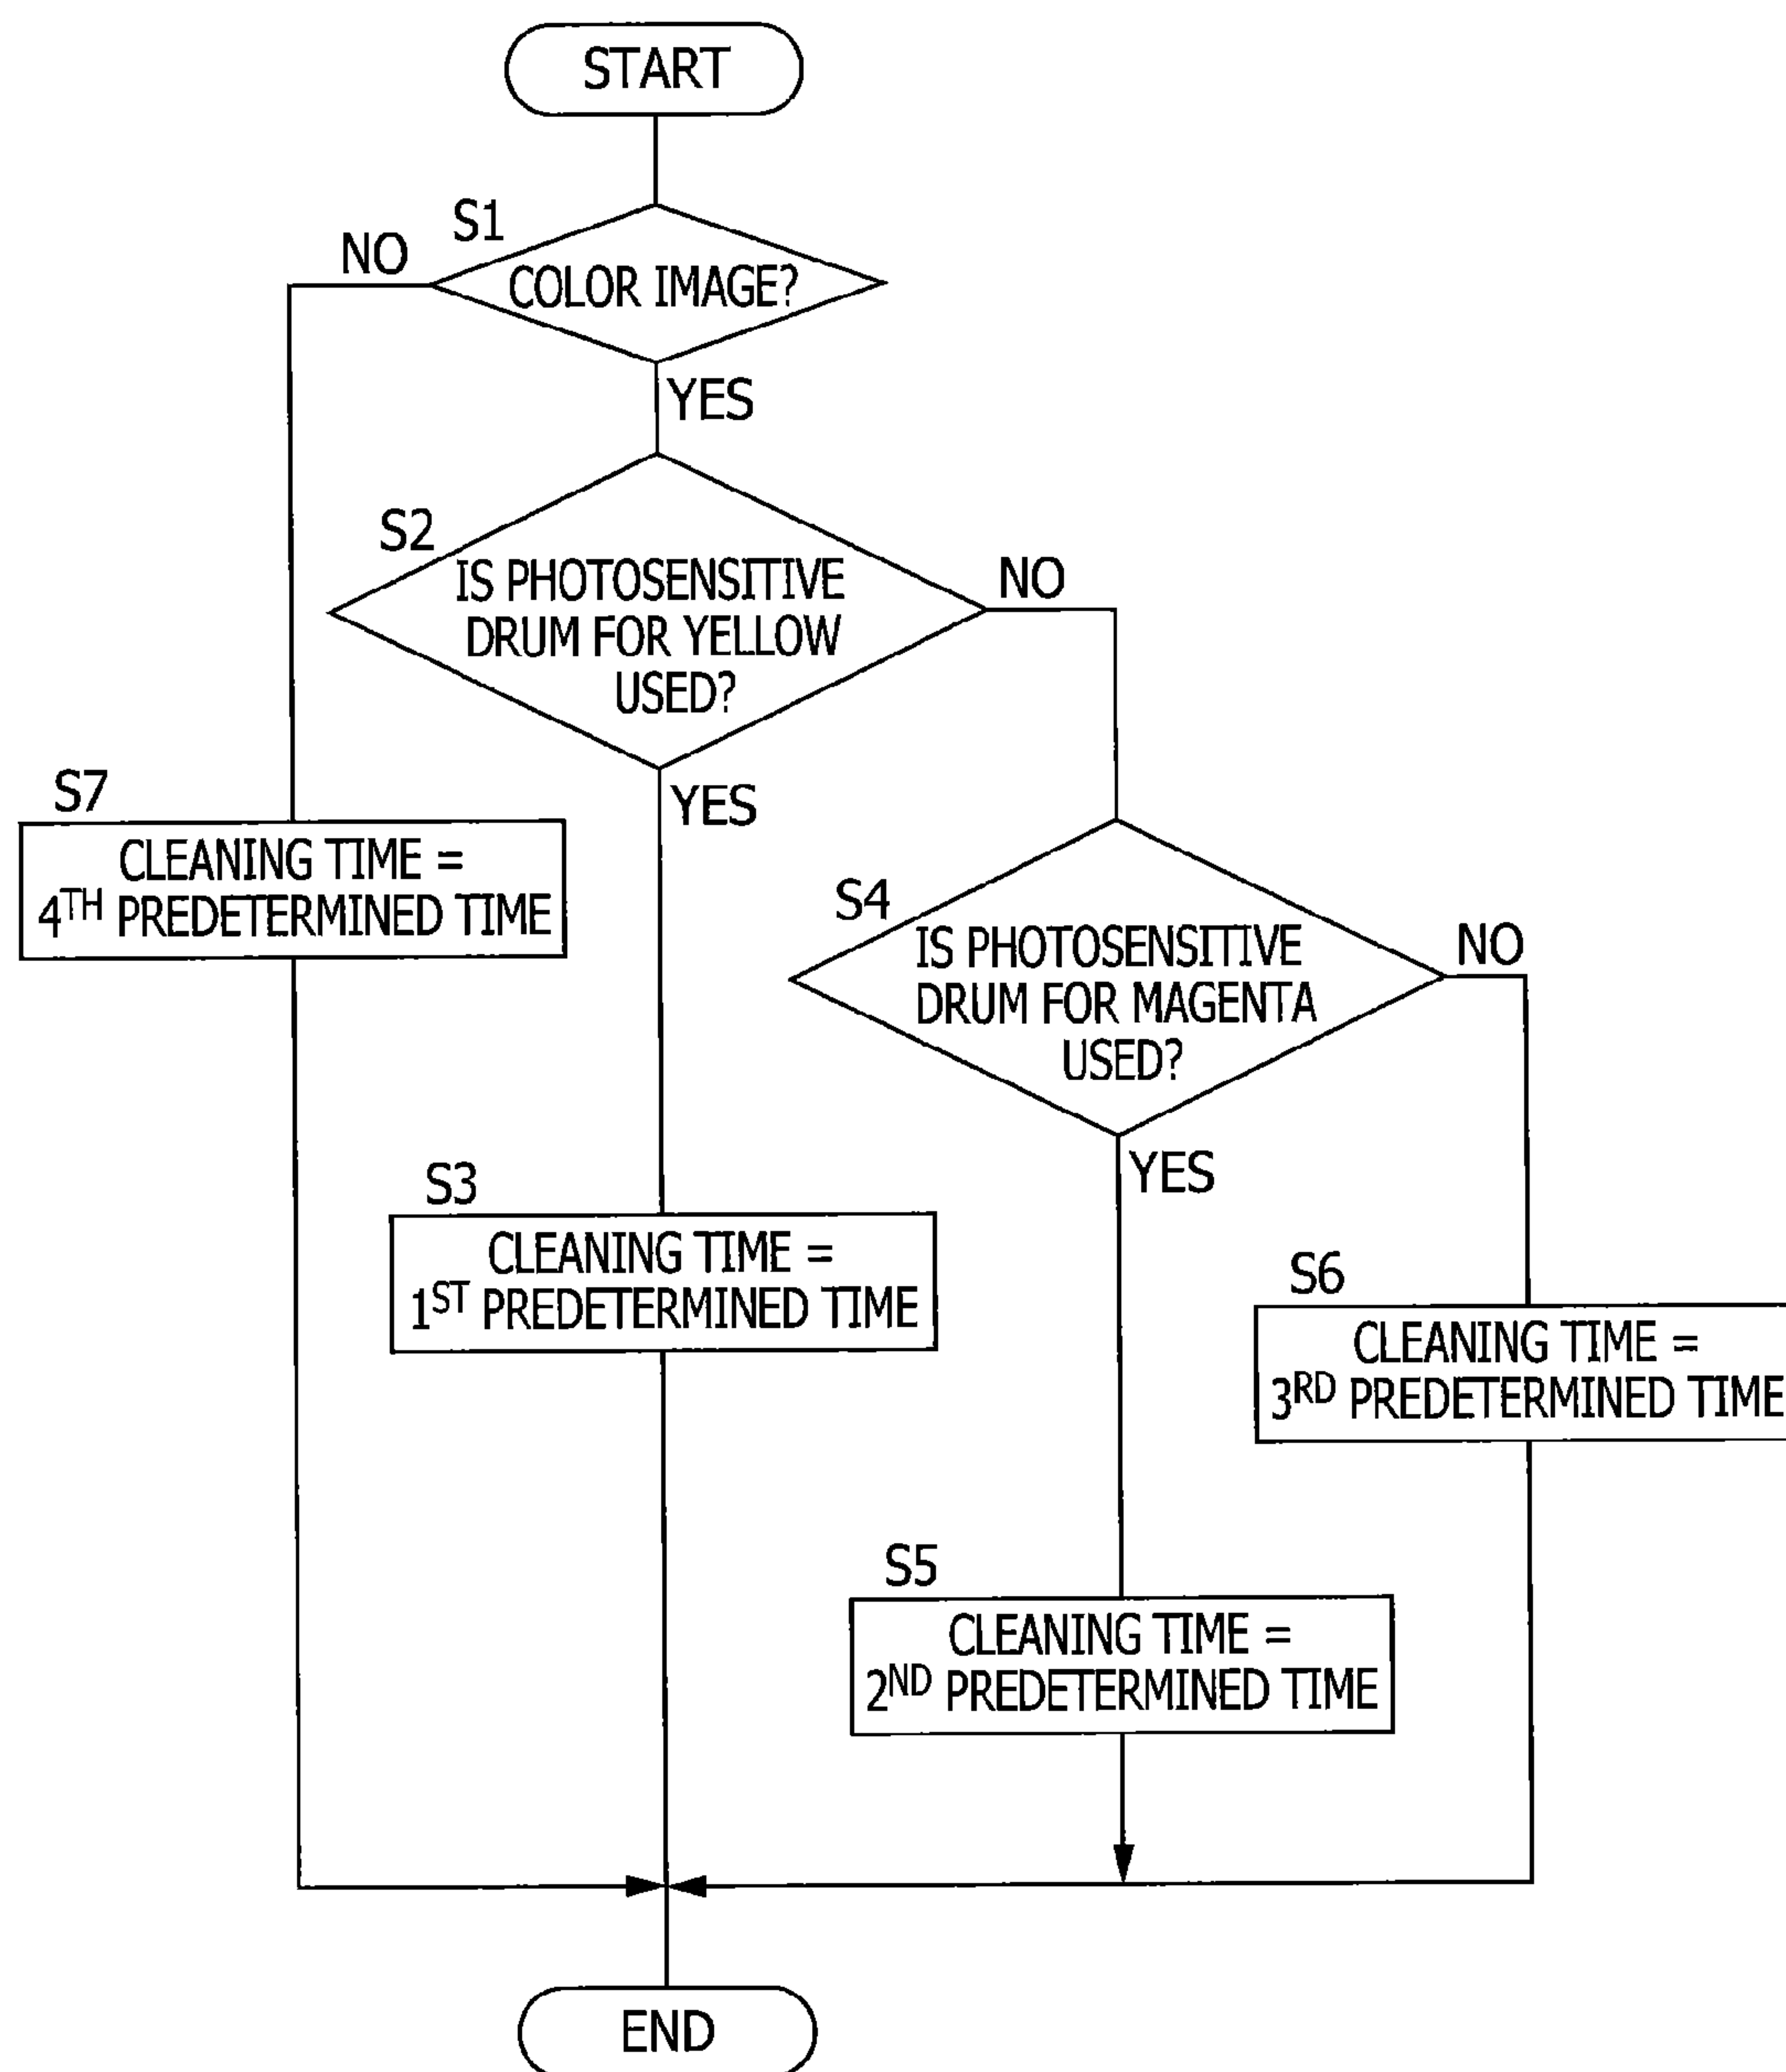 START
S1
NO
COLOR IMAGE?
YES
S2
IS PHOTOSENSITIVE
DRUM FOR YELLOW
USED?
NO
YES
S7
CLEANING TIME =
4TH PREDETERMINED TIME
S4
IS PHOTOSENSITIVE
DRUM FOR MAGENTA
USED?
NO
YES
S3
CLEANING TIME =
1ST PREDETERMINED TIME
S6
CLEANING TIME =
3RD PREDETERMINED TIME
S5
CLEANING TIME =
2ND PREDETERMINED TIME
END